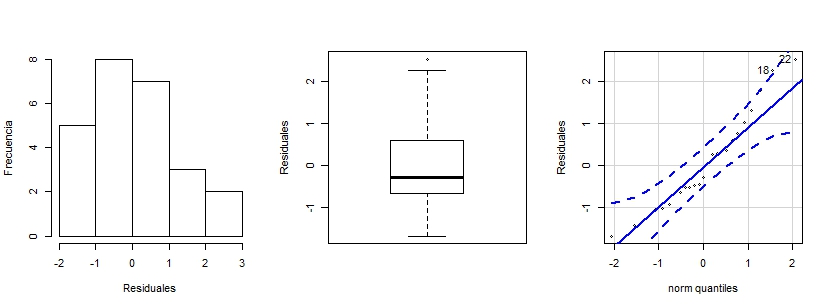 Frecuencia
8
6
4
2
0
-2 -1 0 1 2 3
Residuales
Residuales
2
1
0
-1
Residuales
2
1
0
-1
18
22
-2 -1 0 1 2
norm quantiles